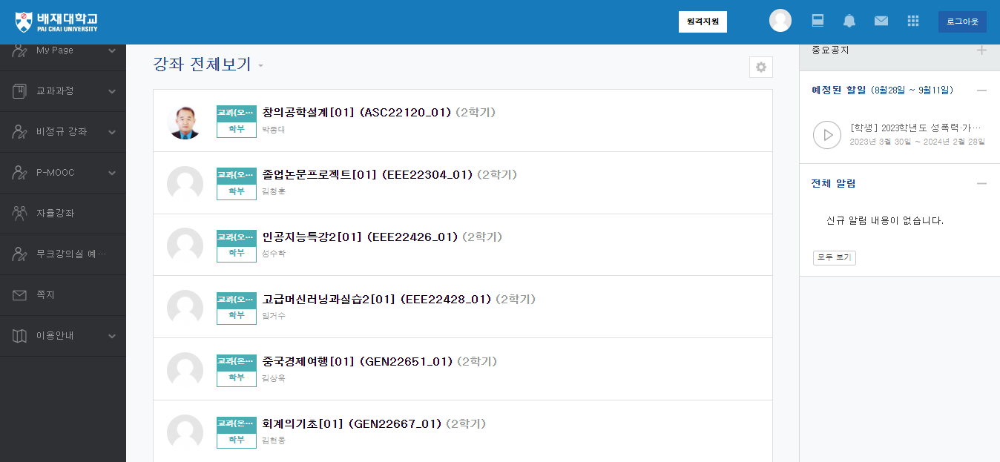 배재대학교
PAI CHAI UNIVERSITY
원격지원
로그아웃
My Page
교과과정
비정규 강좌
P-MOOC
자율강좌
무크강의실 예…
쪽지
이용안내
강좌 전체보기
교과(오…
학부
창의공학설계[01] (ASC22120_01) (2학기)
박종대
교과(오…
학부
졸업논문프로젝트[01] (EEE22304_01) (2학기)
김청훈
교과(오…
학부
인공지능특강2[01] (EEE22426_01) (2학기)
성수학
교과(오…
학부
고급머신러닝과실습2[01] (EEE22428_01) (2학기)
임거수
교과(온…
학부
중국경제여행[01] (GEN22651_01) (2학기)
김상욱
교과(온…
학부
회계의기초[01] (GEN22667_01) (2학기)
김현동
중요공지
예정된 할일 (8월28일 ~ 9월11일)
[학생] 2023학년도 성폭력·가…
2023년 3월 30일 ~ 2024년 2월 28일
전체 알림
신규 알림 내용이 없습니다.
모두 보기